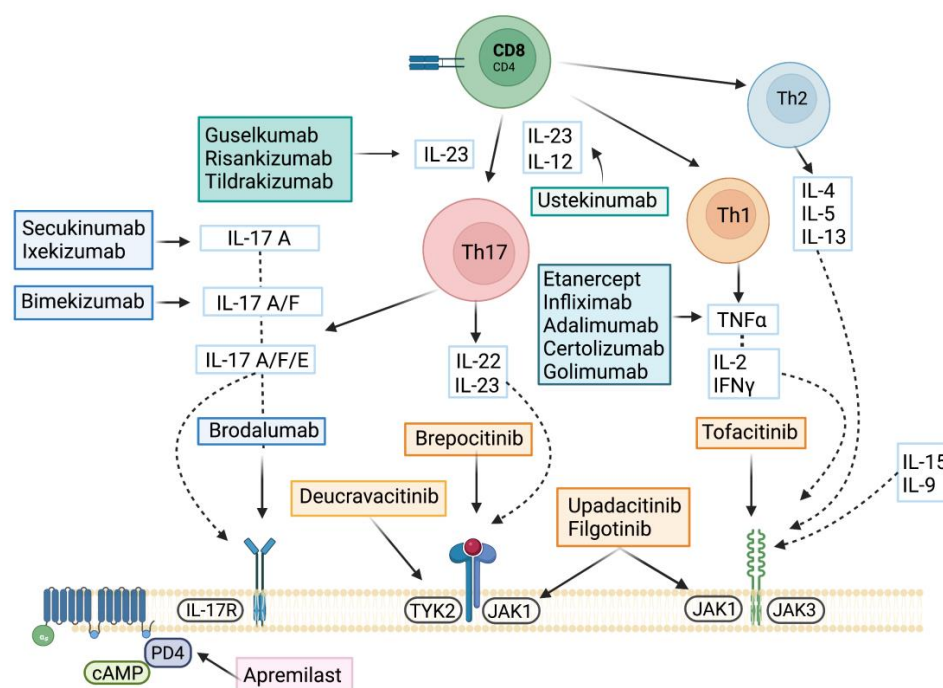 CD8
CD4
Th2
Guselkumab
Risankizumab
Tildrakizumab
IL-23
IL-23
IL-12
Ustekinumab
IL-4
IL-5
IL-13
Secukinumab
Ixekizumab
IL-17 A
Th17
Th1
Bimekizumab
IL-17 A/F
Etanercept
Infliximab
Adalimumab
Certolizumab
Golimumab
TNFα
IL-17 A/F/E
IL-22
IL-23
IL-2
IFNγ
Brodalumab
Brepocitinib
Tofacitinib
IL-15
IL-9
Deucravacitinib
Upadacitinib
Filgotinib
IL-17R
TYK2
JAK1
JAK1
JAK3
PD4
cAMP
Apremilast